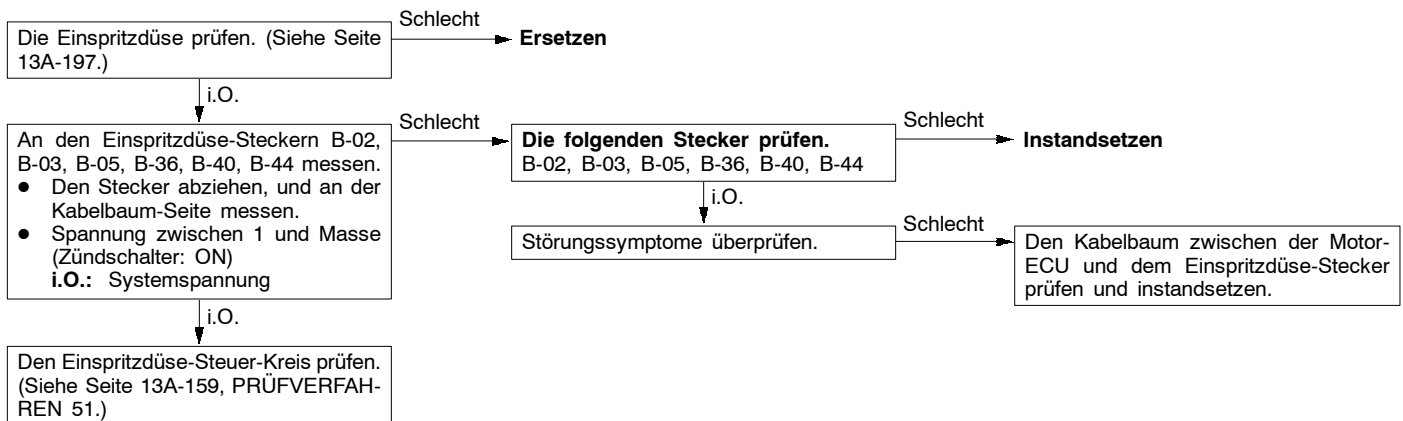 Die Einspritzdüse prüfen. (Siehe Seite
13A-197.)
Schlecht
Ersetzen
i.O.
An den Einspritzdüse-Steckern B-02,
B-03, B-05, B-36, B-40, B-44 messen.
● Den Stecker abziehen, und an der
Kabelbaum-Seite messen.
● Spannung zwischen 1 und Masse
(Zündschalter: ON)
i.O.: Systemspannung
Schlecht
Die folgenden Stecker prüfen.
B-02, B-03, B-05, B-36, B-40, B-44
Schlecht
Instandsetzen
i.O.
Störungssymptome überprüfen.
Schlecht
Den Kabelbaum zwischen der Motor-
ECU und dem Einspritzdüse-Stecker
prüfen und instandsetzen.
i.O.
Den Einspritzdüse-Steuer-Kreis prüfen.
(Siehe Seite 13A-159, PRÜFVERFAH-
REN 51.)